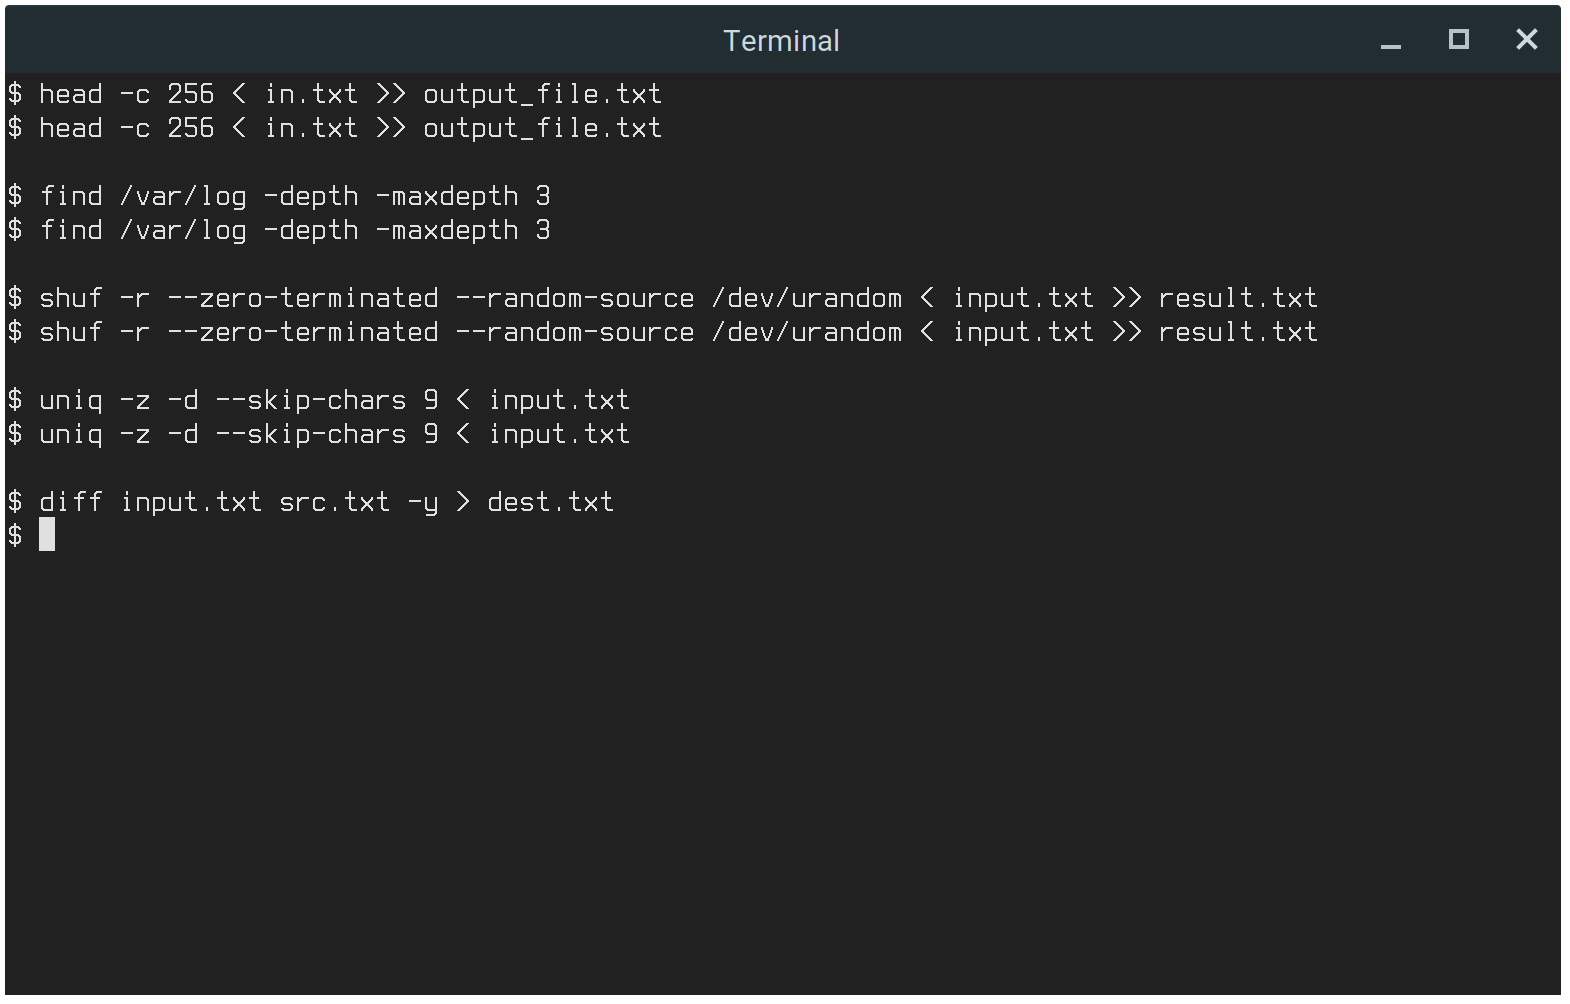 Terminal
$ head -c 256 < in.txt >> output_file.txt
$ head -c 256 < in.txt >> output_file.txt
$ find /var/log -depth -maxdepth 3
$ find /var/log -depth -maxdepth 3
$ shuf -r --zero-terminated --random-source /dev/urandom < input.txt >> result.txt
$ shuf -r --zero-terminated --random-source /dev/urandom < input.txt >> result.txt
$ uniq -z -d --skip-chars 9 < input.txt
$ uniq -z -d --skip-chars 9 < input.txt
$ diff input.txt src.txt -y > dest.txt
$